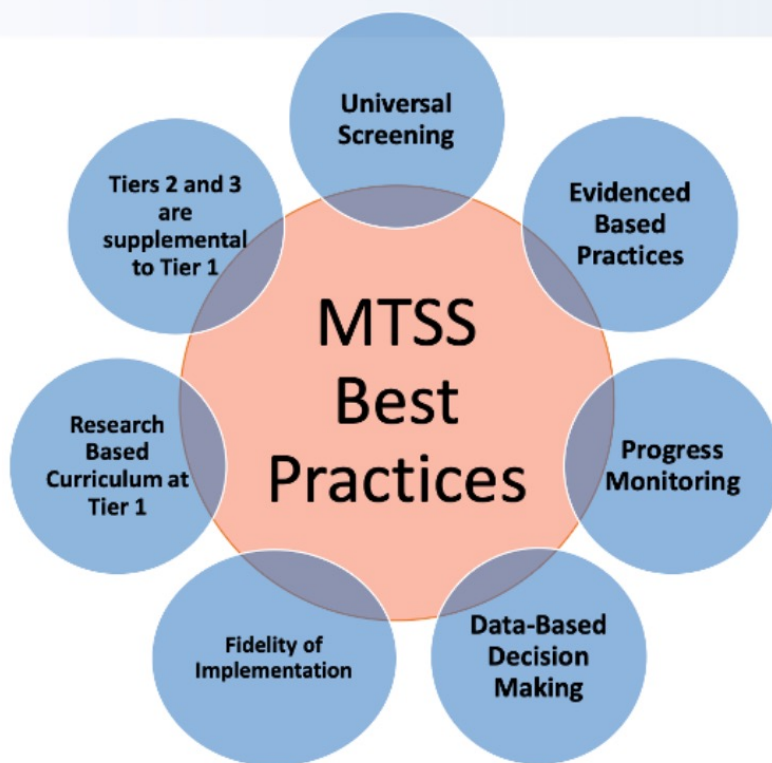 MTSS
Best
Practices
Universal
Screening
Evidenced
Based
Practices
Progress
Monitoring
Data-Based
Decision
Making
Fidelity of
Implementation
Research
Based
Curriculum at
Tier 1
Tiers 2 and 3
are
supplemental
to Tier 1